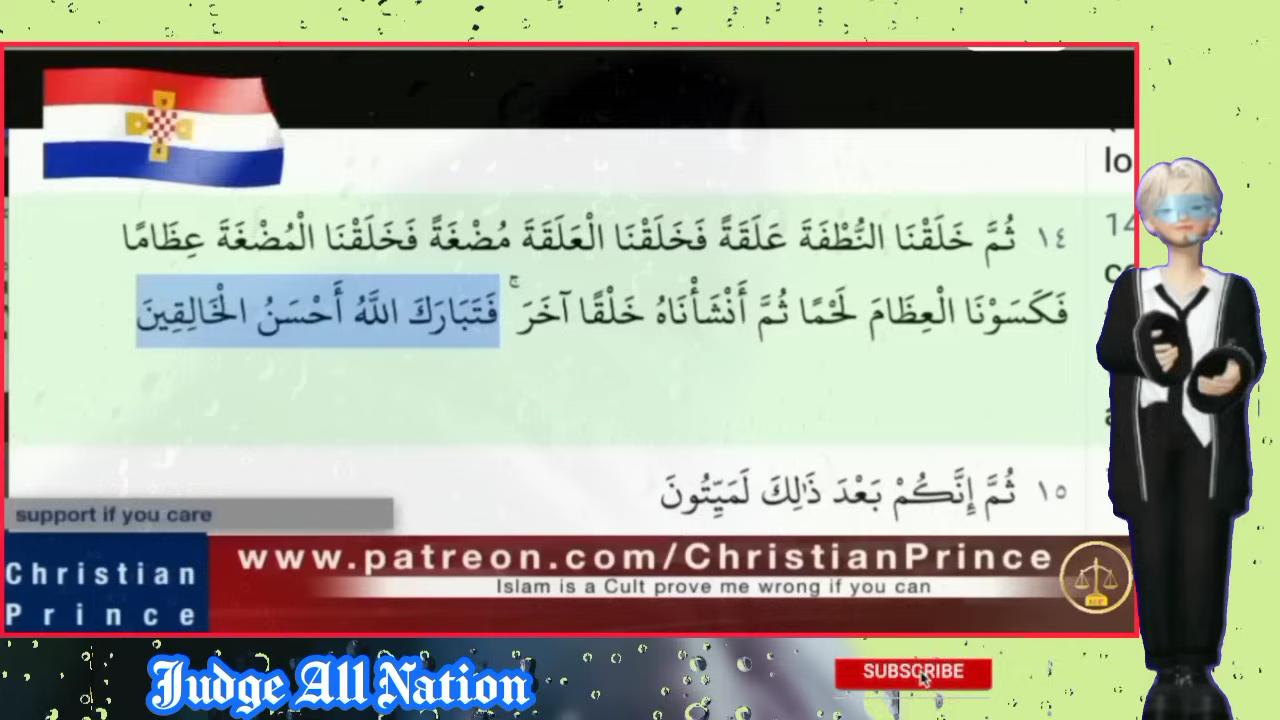 lo
١٤ ثُمَّ خَلَقْنَا النُّطْفَةَ عَلَقَةً فَخَلَقْنَا الْعَلَقَةَ مُضْغَةً فَخَلَقْنَا الْمُضْغَةَ عِظَامًا
14
فَكَسَوْنَا الْعِظَامَ لَحْمًا ثُمَّ أَنْشَأْنَاهُ خَلْقًا آخَرَ ۚ فَتَبَارَكَ اللَّهُ أَحْسَنُ الْخَالِقِينَ
١٥ ثُمَّ إِنَّكُمْ بَعْدَ ذَٰلِكَ لَمَيِّتُونَ
support if you care
Christian
Prince
www.patreon.com/ChristianPrince
Islam is a Cult prove me wrong if you can
Judge All Nation
SUBSCRIBE